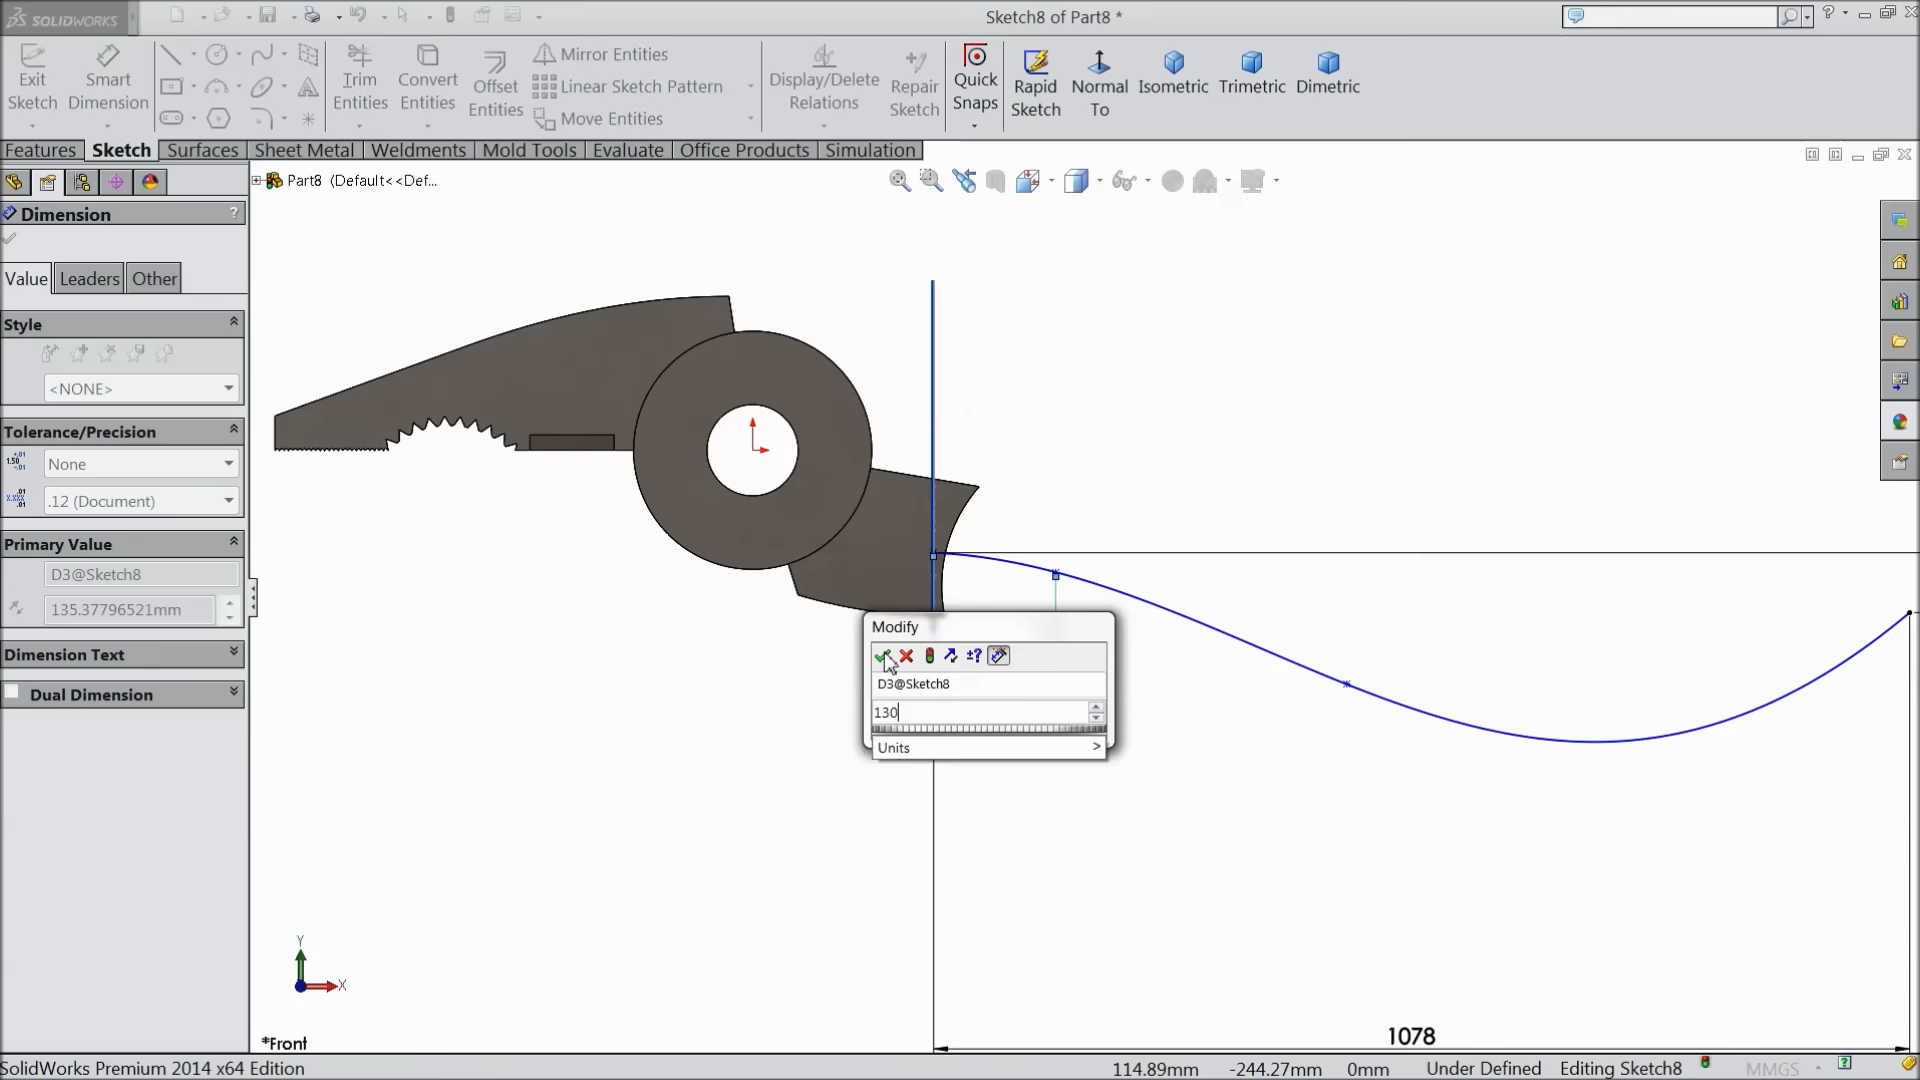 SOLIDWORKS
Sketch8 of Part8 *
Exit Sketch
Smart Dimension
Trim Entities
Convert Entities
Offset Entities
Mirror Entities
Linear Sketch Pattern
Move Entities
Display/Delete Relations
Repair Sketch
Quick Snaps
Rapid Sketch
Normal To
Isometric
Trimetric
Dimetric
Features
Sketch
Surfaces
Sheet Metal
Weldments
Mold Tools
Evaluate
Office Products
Simulation
Part8 (Default<<Def...
Dimension
?
Value
Leaders
Other
Style
<NONE>
Tolerance/Precision
None
.12 (Document)
Primary Value
D3@Sketch8
135.37796521mm
Dimension Text
Dual Dimension
Modify
±?
D3@Sketch8
130
Units >
Y
X
*Front
1078
SolidWorks Premium 2014 x64 Edition
114.89mm
-244.27mm
0mm
Under Defined
Editing Sketch8
MMGS